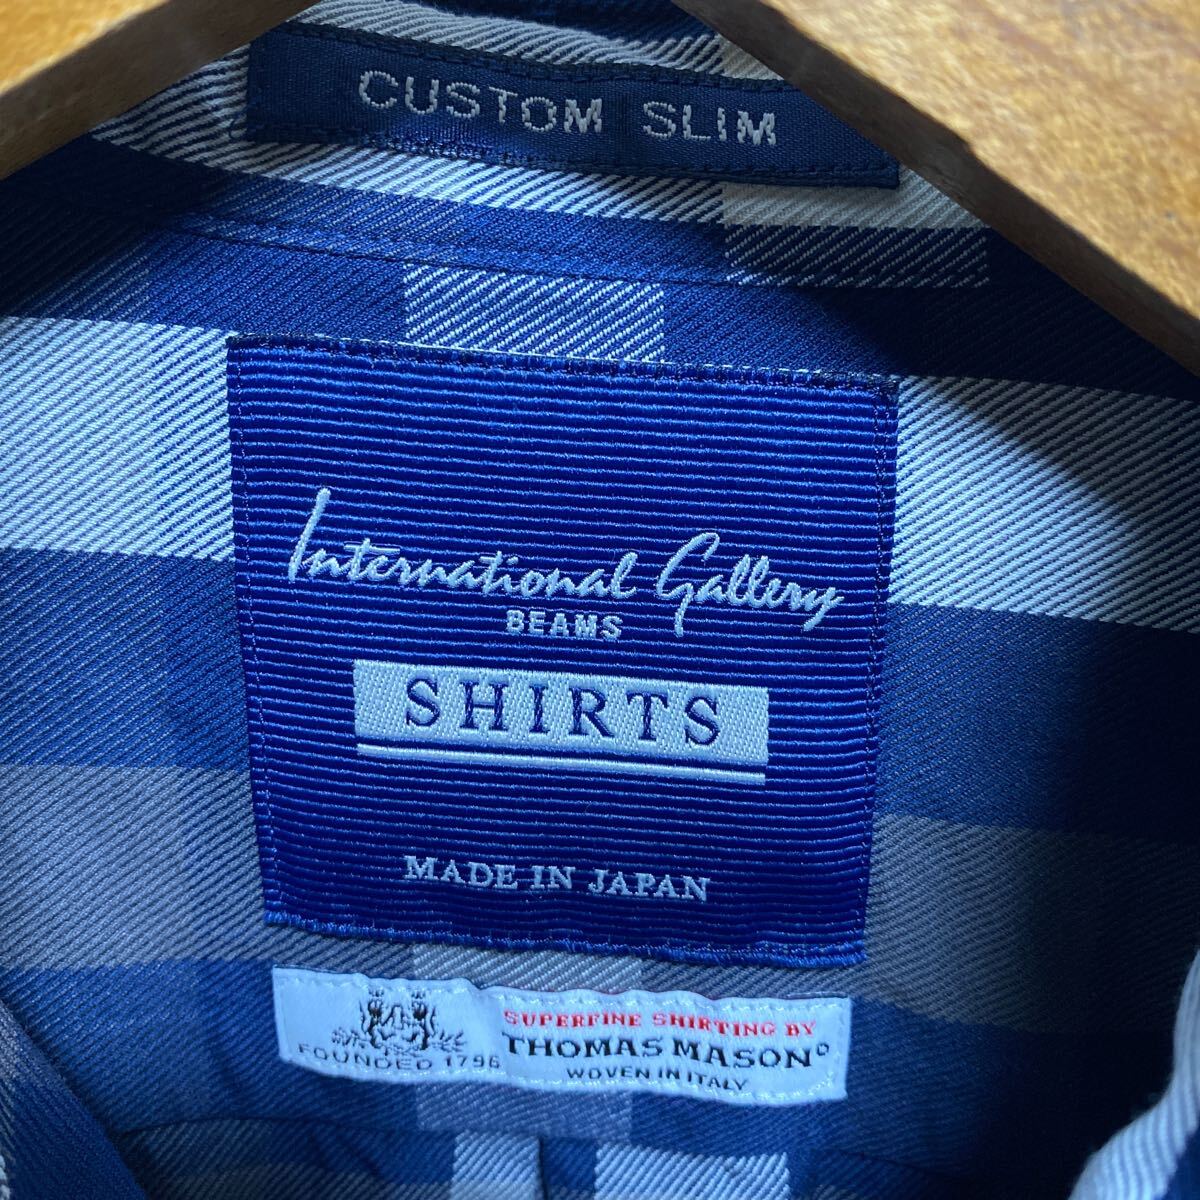 CUSTOM SLIM
International Gallery
BEAMS
SHIRTS
MADE IN JAPAN
SUPERFINE SHIRTING BY
THOMAS MASON
WOVEN IN ITALY
FOUNDED 1796